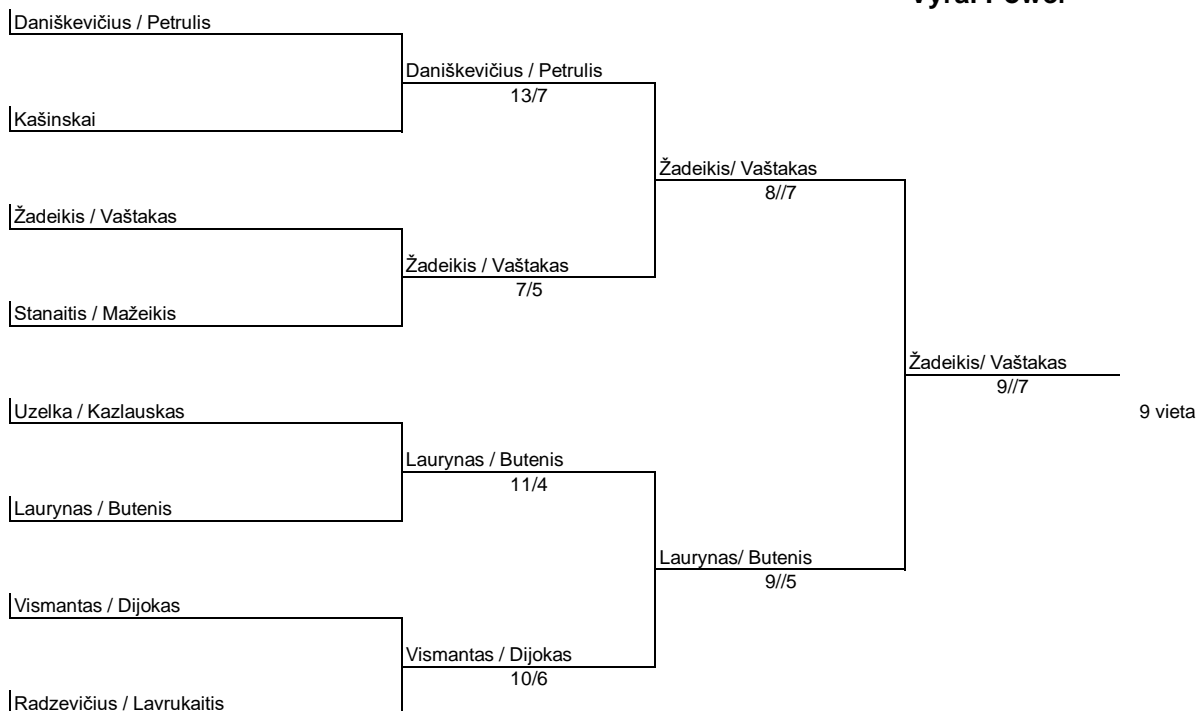 Daniškevičius / Petrulis
Daniškevičius / Petrulis
13/7
Kašinskai
Žadeikis/ Vaštakas
8//7
Žadeikis / Vaštakas
Žadeikis / Vaštakas
7/5
Stanaitis / Mažeikis
Žadeikis/ Vaštakas
9//7
9 vieta
Uzelka / Kazlauskas
Laurynas / Butenis
11/4
Laurynas / Butenis
Laurynas/ Butenis
9//5
Vismantas / Dijokas
Vismantas / Dijokas
10/6
Radzevičius / Lavrukaitis